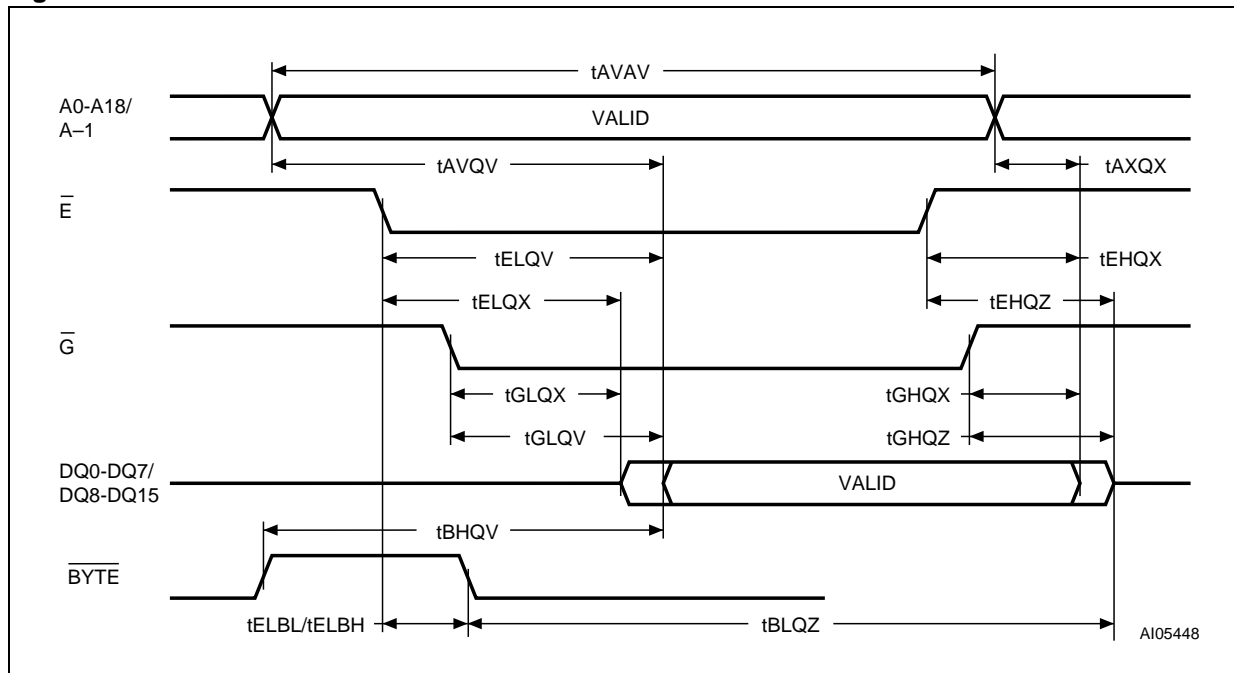 tAVAV
A0-A18/
A–1
VALID
tAVQV
tAXQX
E̅
tELQV
tEHQX
tELQX
tEHQZ
G̅
tGLQX
tGHQX
tGLQV
tGHQZ
DQ0-DQ7/
DQ8-DQ15
VALID
tBHQV
B̅Y̅T̅E̅
tELBL/tELBH
tBLQZ
AI05448